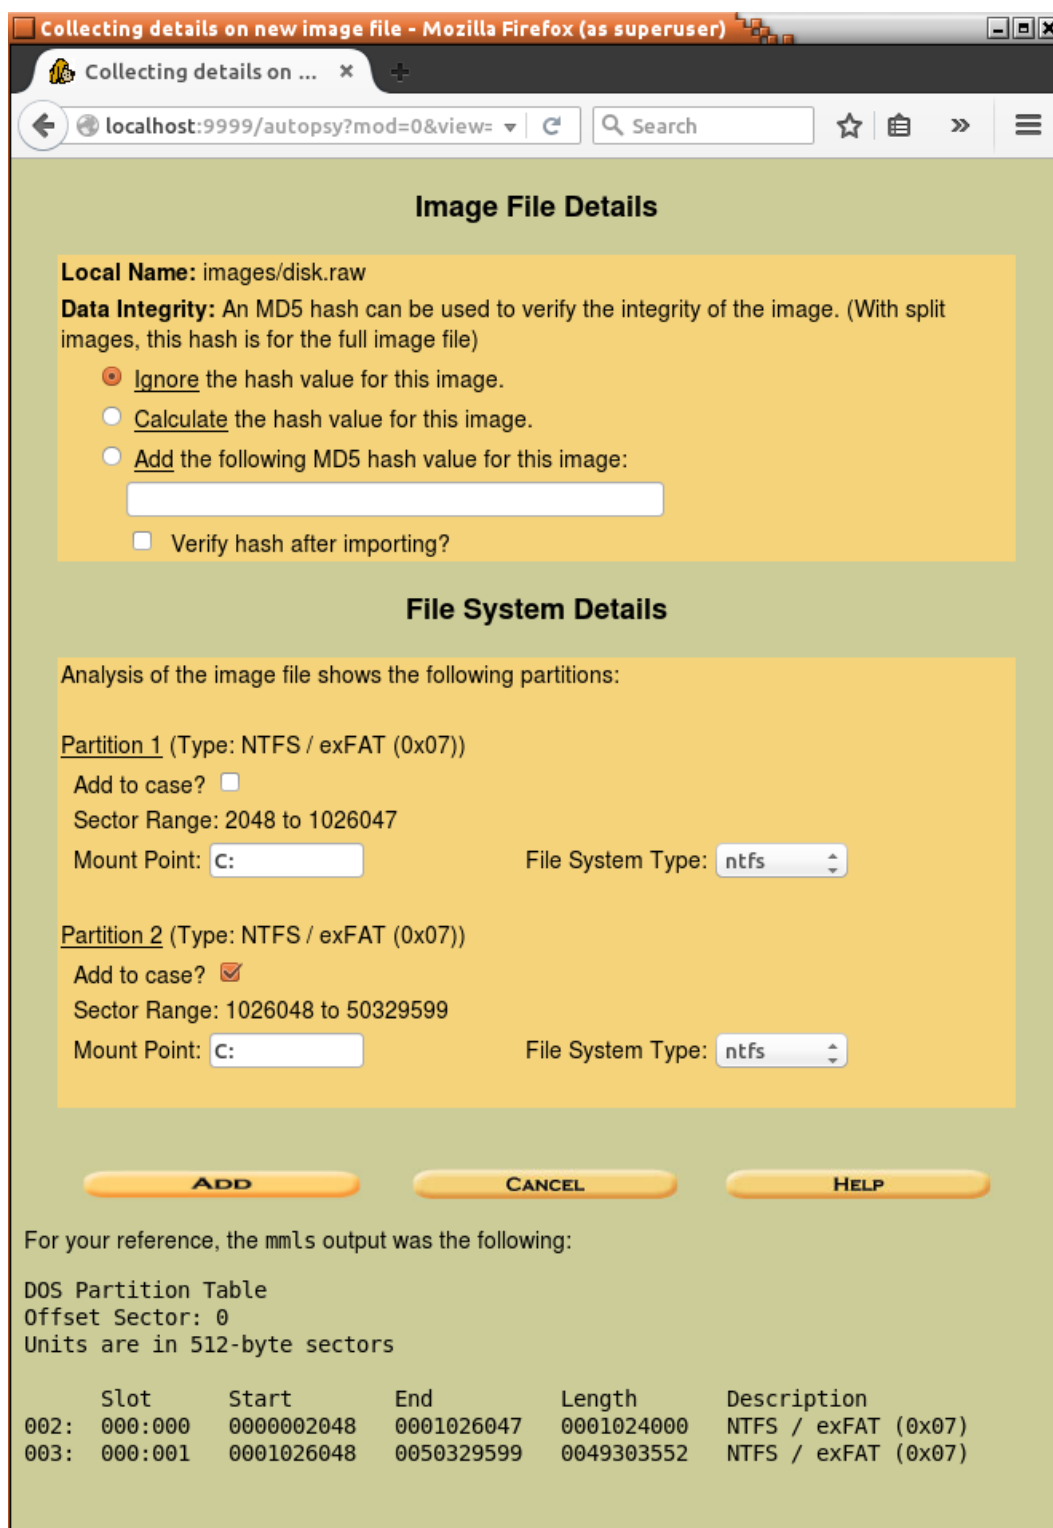 Collecting details on new image file - Mozilla Firefox (as superuser)
Collecting details on ... ×
localhost:9999/autopsy?mod=0&view= Search
Image File Details
Local Name: images/disk.raw
Data Integrity: An MD5 hash can be used to verify the integrity of the image. (With split
images, this hash is for the full image file)
Ignore the hash value for this image.
Calculate the hash value for this image.
Add the following MD5 hash value for this image:
Verify hash after importing?
File System Details
Analysis of the image file shows the following partitions:
Partition 1 (Type: NTFS / exFAT (0x07))
Add to case?
Sector Range: 2048 to 1026047
Mount Point: C: File System Type: ntfs
Partition 2 (Type: NTFS / exFAT (0x07))
Add to case?
Sector Range: 1026048 to 50329599
Mount Point: C: File System Type: ntfs
ADD CANCEL HELP
For your reference, the mmls output was the following:
DOS Partition Table
Offset Sector: 0
Units are in 512-byte sectors
Slot Start End Length Description
002: 000:000 0000002048 0001026047 0001024000 NTFS / exFAT (0x07)
003: 000:001 0001026048 0050329599 0049303552 NTFS / exFAT (0x07)